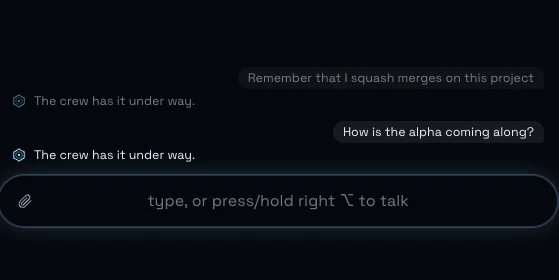 Remember that I squash merges on this project
The crew has it under way.
How is the alpha coming along?
The crew has it under way.
type, or press/hold right ⌥ to talk